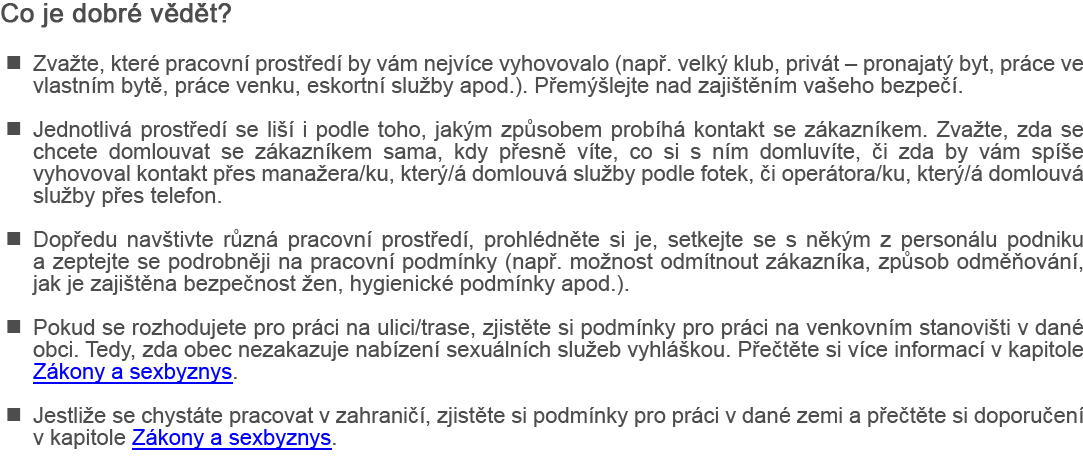 Co je dobré vědět?
■ Zvažte, které pracovní prostředí by vám nejvíce vyhovovalo (např. velký klub, privát – pronajatý byt, práce ve
vlastním bytě, práce venku, eskortní služby apod.). Přemýšlejte nad zajištěním vašeho bezpečí.
■ Jednotlivá prostředí se liší i podle toho, jakým způsobem probíhá kontakt se zákazníkem. Zvažte, zda se
chcete domlouvat se zákazníkem sama, kdy přesně víte, co si s ním domluvíte, či zda by vám spíše
vyhovoval kontakt přes manažera/ku, který/á domlouvá služby podle fotek, či operátora/ku, který/á domlouvá
služby přes telefon.
■ Dopředu navštivte různá pracovní prostředí, prohlédněte si je, setkejte se s někým z personálu podniku
a zeptejte se podrobněji na pracovní podmínky (např. možnost odmítnout zákazníka, způsob odměňování,
jak je zajištěna bezpečnost žen, hygienické podmínky apod.).
■ Pokud se rozhodujete pro práci na ulici/trase, zjistěte si podmínky pro práci na venkovním stanovišti v dané
obci. Tedy, zda obec nezakazuje nabízení sexuálních služeb vyhláškou. Přečtěte si více informací v kapitole
Zákony a sexbyznys.
■ Jestliže se chystáte pracovat v zahraničí, zjistěte si podmínky pro práci v dané zemi a přečtěte si doporučení
v kapitole Zákony a sexbyznys.